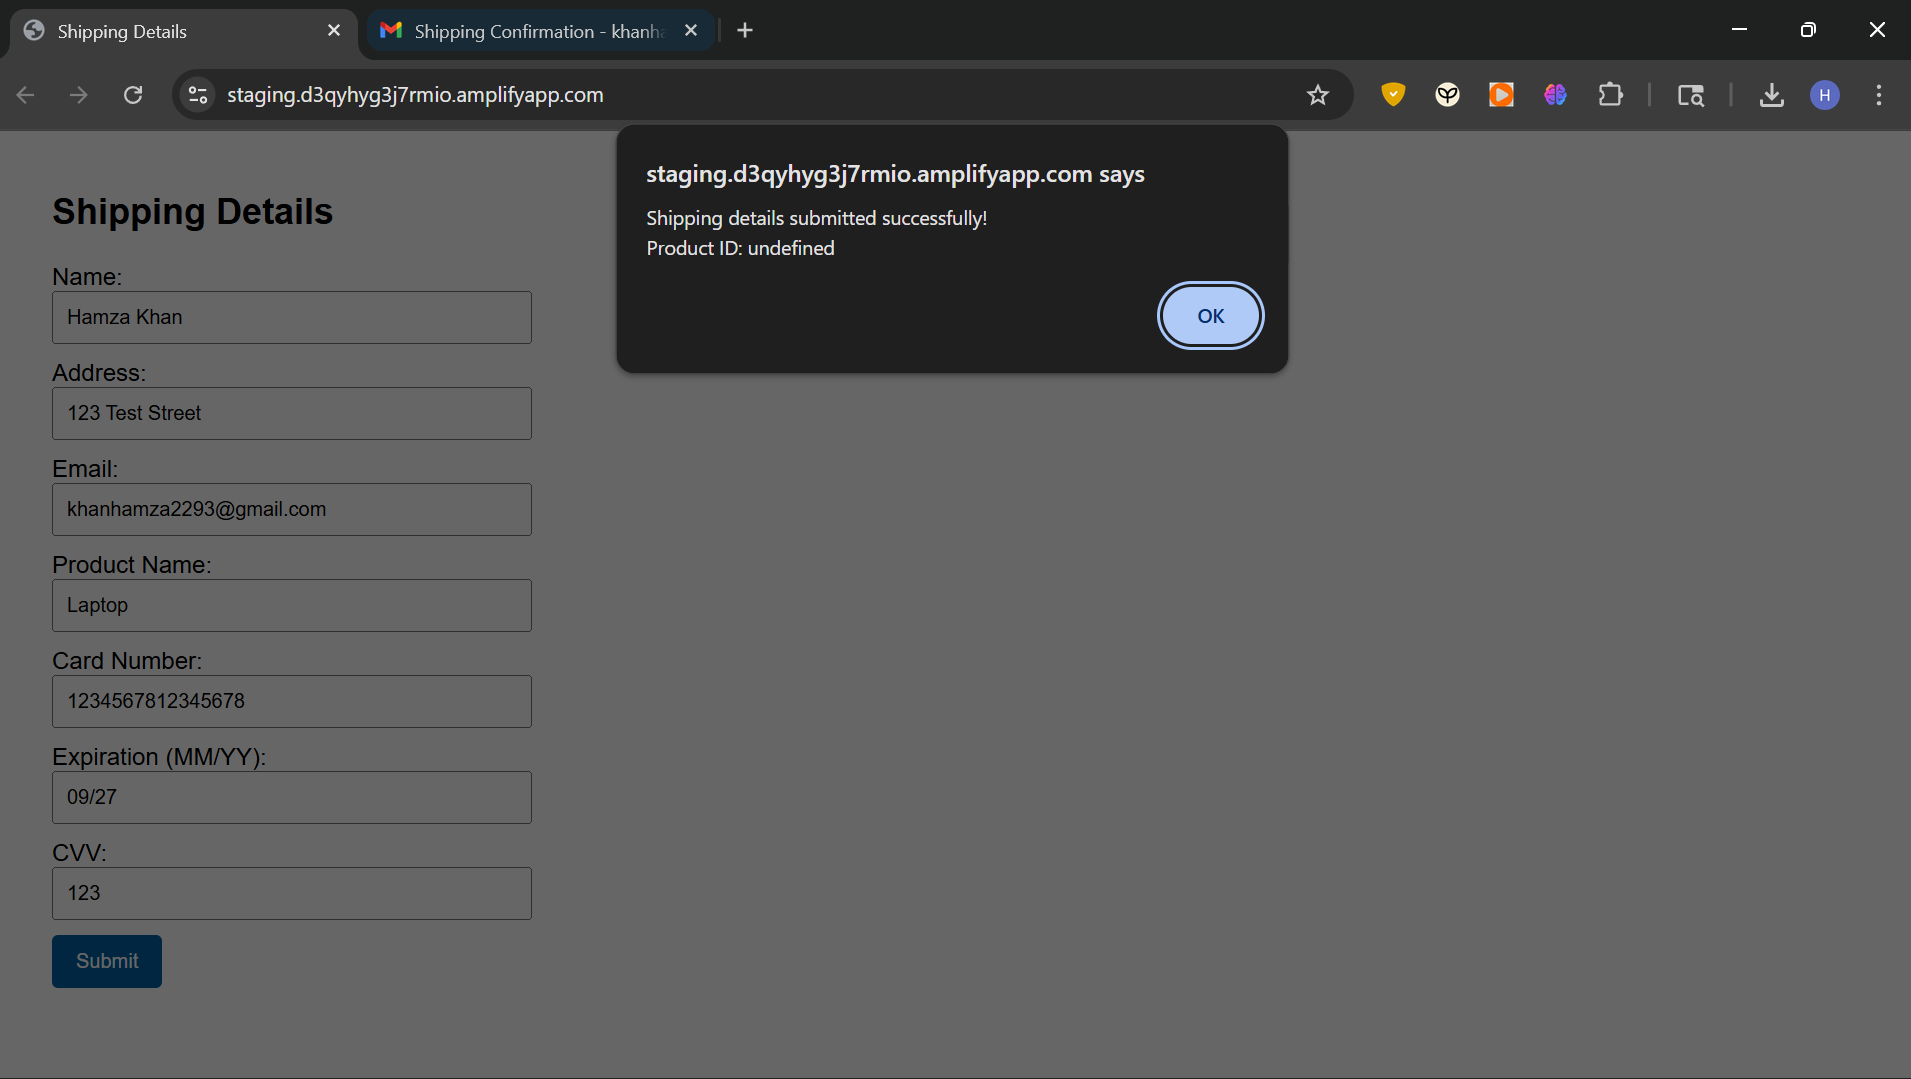 Shipping Details
Shipping Confirmation - khanha
staging.d3qyhyg3j7rmio.amplifyapp.com
H
staging.d3qyhyg3j7rmio.amplifyapp.com says
Shipping details submitted successfully!
Product ID: undefined
OK
Shipping Details
Name:
Hamza Khan
Address:
123 Test Street
Email:
khanhamza2293@gmail.com
Product Name:
Laptop
Card Number:
1234567812345678
Expiration (MM/YY):
09/27
CVV:
123
Submit